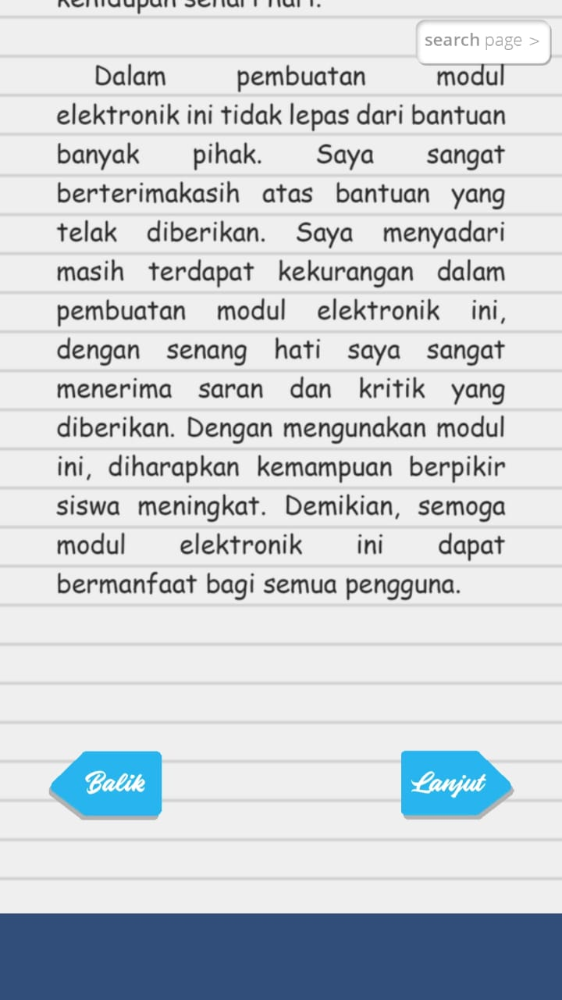 kehidupan sehari hari.
search page >
Dalam pembuatan modul
elektronik ini tidak lepas dari bantuan
banyak pihak. Saya sangat
berterimakasih atas bantuan yang
telak diberikan. Saya menyadari
masih terdapat kekurangan dalam
pembuatan modul elektronik ini,
dengan senang hati saya sangat
menerima saran dan kritik yang
diberikan. Dengan mengunakan modul
ini, diharapkan kemampuan berpikir
siswa meningkat. Demikian, semoga
modul elektronik ini dapat
bermanfaat bagi semua pengguna.
Balik
Lanjut